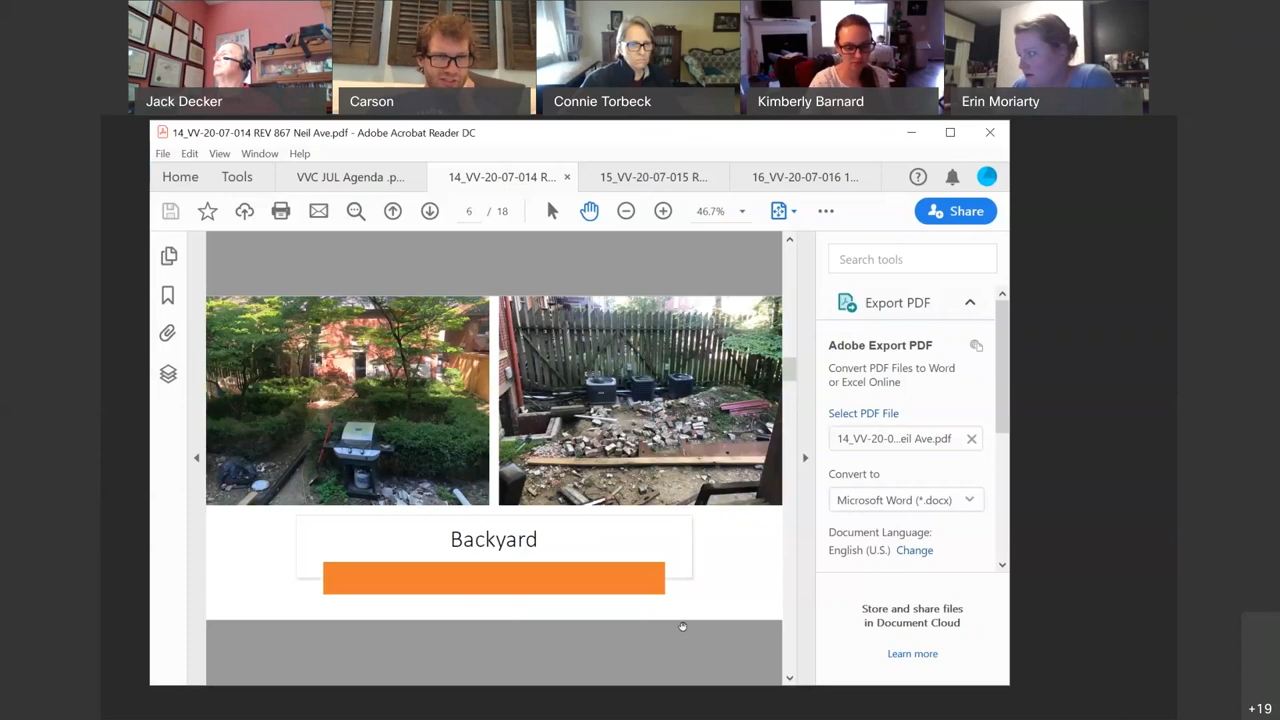 Jack Decker
Carson
Connie Torbeck
Kimberly Barnard
Erin Moriarty
14_VV-20-07-014 REV 867 Neil Ave.pdf - Adobe Acrobat Reader DC
File Edit View Window Help
Home Tools VVC JUL Agenda .p... 14_VV-20-07-014 R... × 15_VV-20-07-015 R... 16_VV-20-07-016 1...
6 / 18 46.7% Share
Search tools
Export PDF
Adobe Export PDF
Convert PDF Files to Word
or Excel Online
Select PDF File
14_VV-20-0...eil Ave.pdf
Convert to
Microsoft Word (*.docx)
Document Language:
English (U.S.) Change
Backyard
Store and share files
in Document Cloud
Learn more
+19